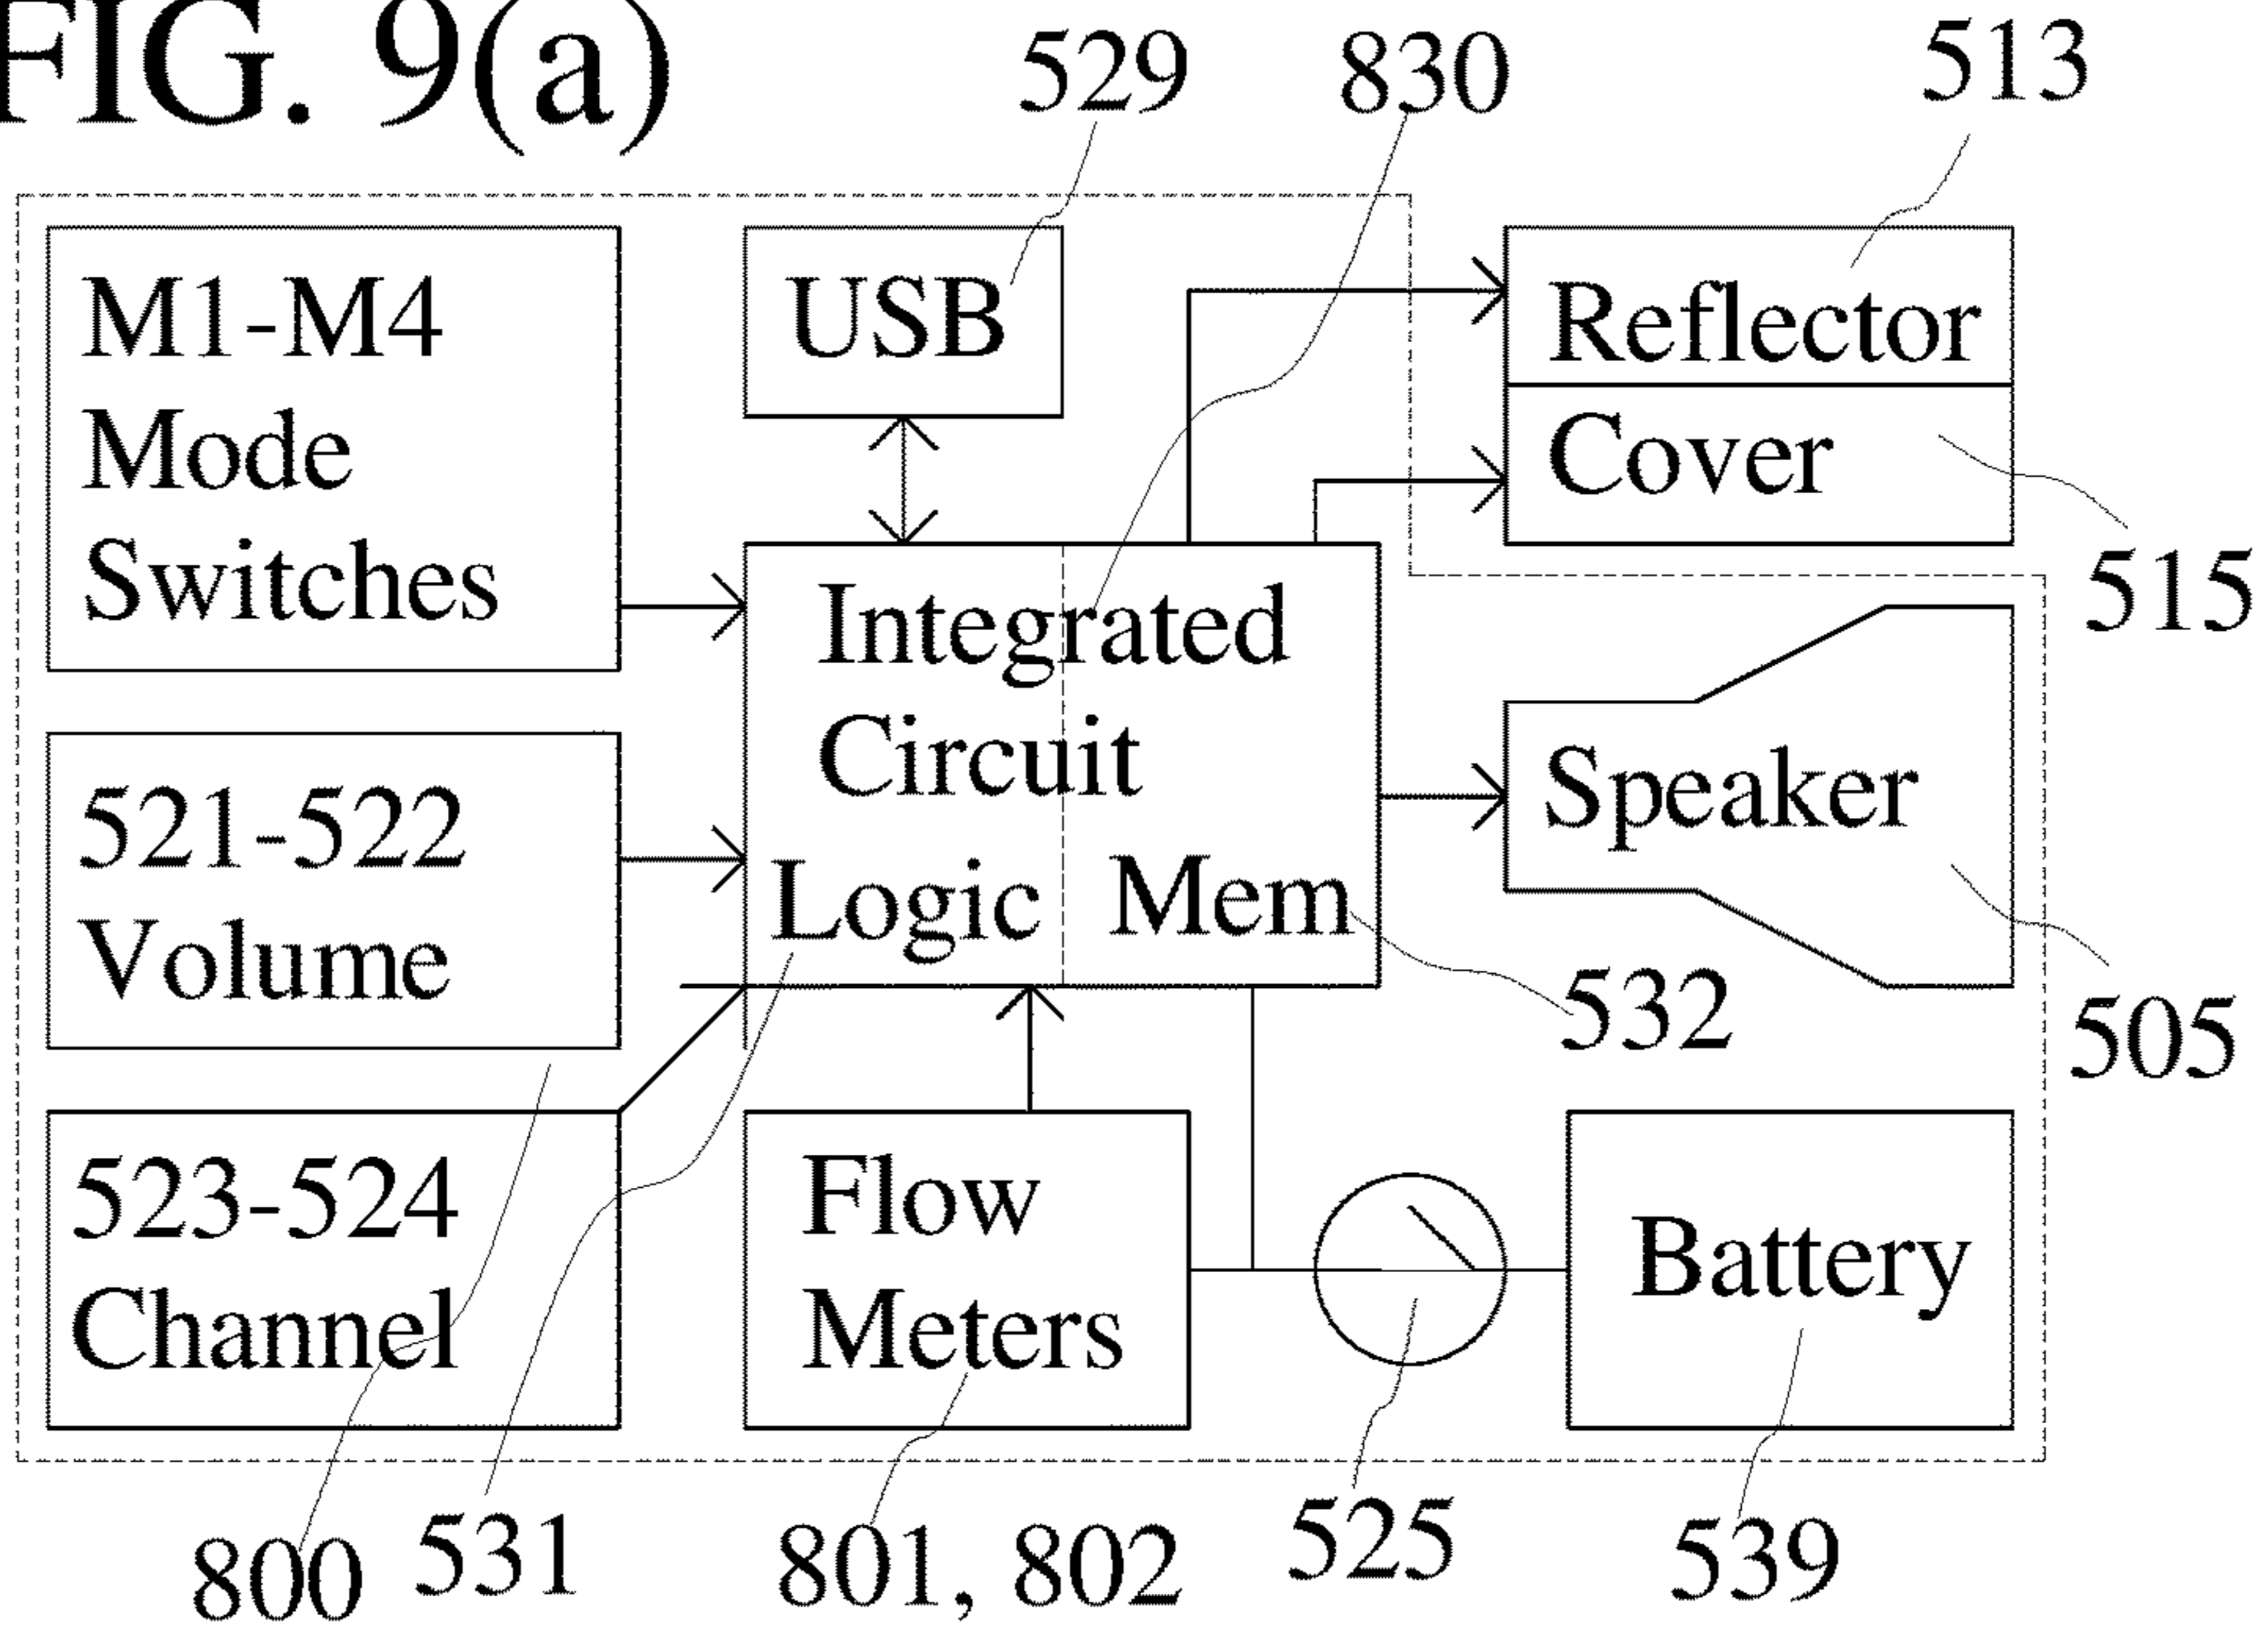 FIG. 9(a)
529
830
513
M1-M4
Mode
Switches
USB
Reflector
Cover
515
Integrated
Circuit
Logic
Mem
521-522
Volume
Speaker
532
505
523-524
Channel
Flow
Meters
Battery
800
531
801, 802
525
539